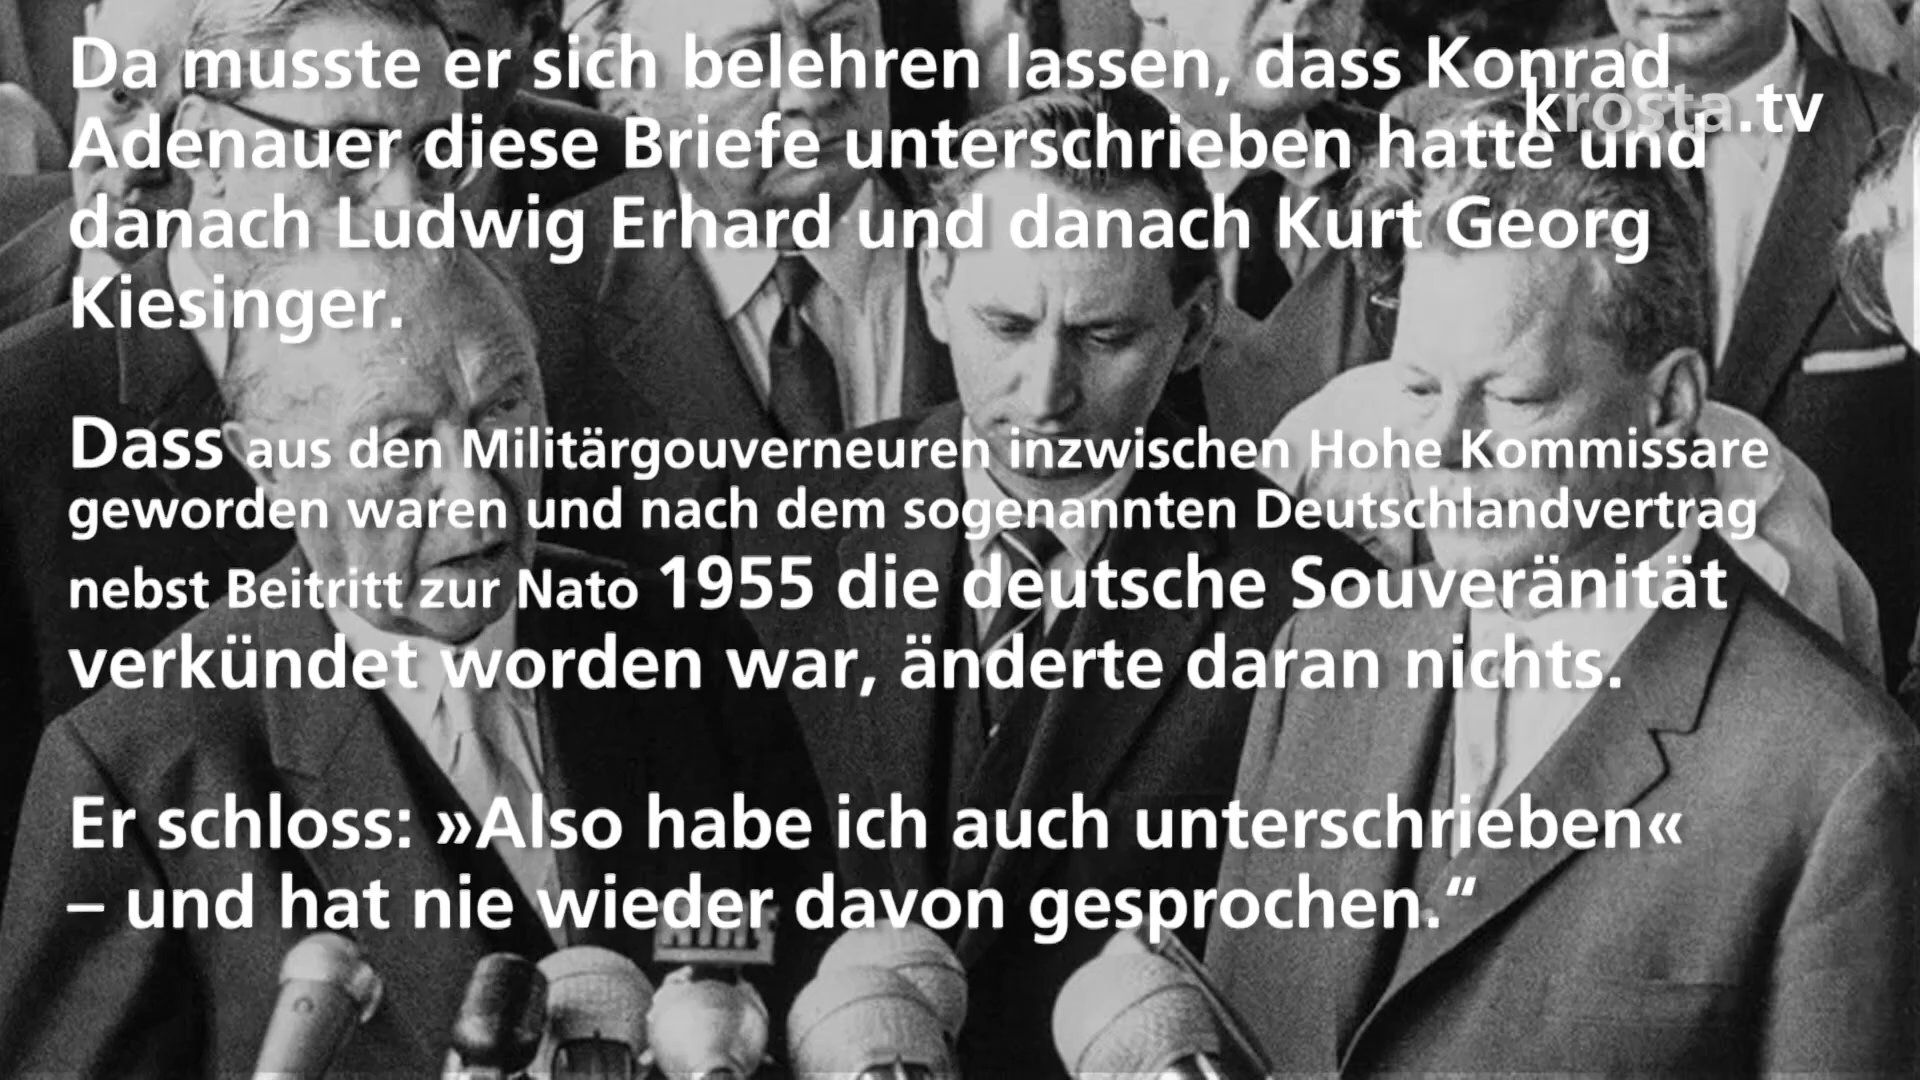 Da musste er sich belehren lassen, dass Konrad
krosta.tv
Adenauer diese Briefe unterschrieben hatte und
danach Ludwig Erhard und danach Kurt Georg
Kiesinger.
Dass aus den Militärgouverneuren inzwischen Hohe Kommissare
geworden waren und nach dem sogenannten Deutschlandvertrag
nebst Beitritt zur Nato 1955 die deutsche Souveränität
verkündet worden war, änderte daran nichts.
Er schloss: »Also habe ich auch unterschrieben«
– und hat nie wieder davon gesprochen.“